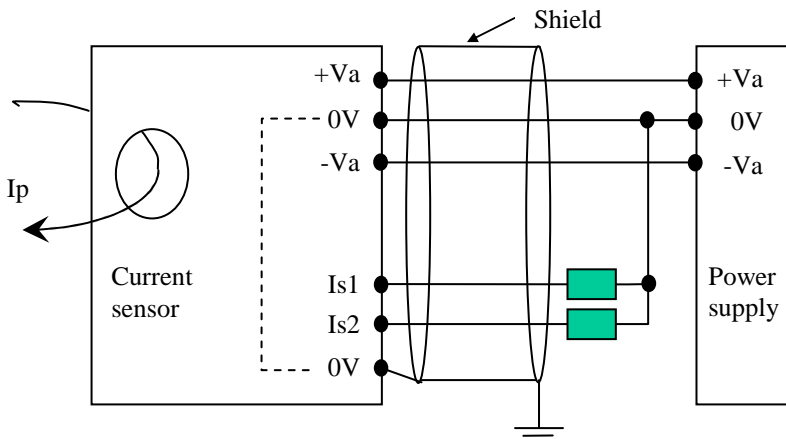 Shield
+Va
0V
-Va
Ip
Current
sensor
Is1
Is2
0V
+Va
0V
-Va
Power
supply